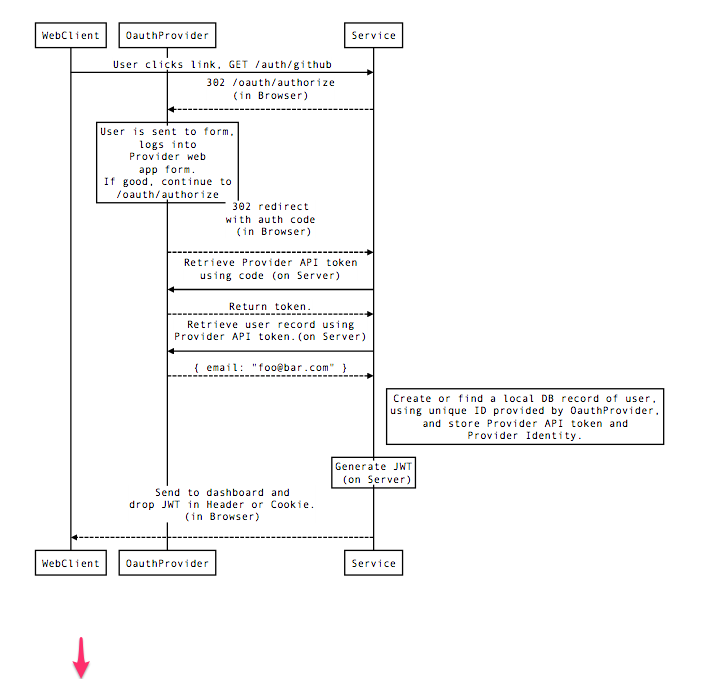 WebClient
OauthProvider
Service
User clicks link, GET /auth/github
302 /oauth/authorize
(in Browser)
User is sent to form,
logs into
Provider web
app form.
If good, continue to
/oauth/authorize
302 redirect
with auth code
(in Browser)
Retrieve Provider API token
using code (on Server)
Return token.
Retrieve user record using
Provider API token.(on Server)
{ email: "foo@bar.com" }
Create or find a local DB record of user,
using unique ID provided by OauthProvider,
and store Provider API token and
Provider Identity.
Generate JWT
(on Server)
Send to dashboard and
drop JWT in Header or Cookie.
(in Browser)
WebClient
OauthProvider
Service